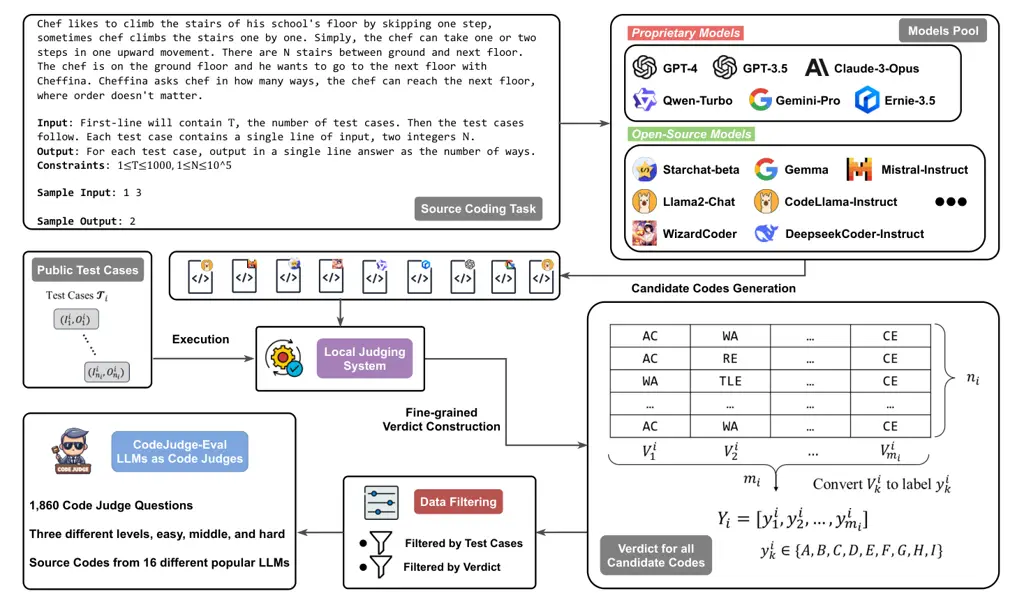 Chef likes to climb the stairs of his school's floor by skipping one step,
sometimes chef climbs the stairs one by one. Simply, the chef can take one or two
steps in one upward movement. There are N stairs between ground and next floor.
The chef is on the ground floor and he wants to go to the next floor with
Cheffina. Cheffina asks chef in how many ways, the chef can reach the next floor,
where order doesn't matter.
Input: First-line will contain T, the number of test cases. Then the test cases
follow. Each test case contains a single line of input, two integers N.
Output: For each test case, output in a single line answer as the number of ways.
Constraints: 1≤T≤1000,1≤N≤10^5
Sample Input: 1 3
Sample Output: 2
Source Coding Task
Models Pool
Proprietary Models
GPT-4
GPT-3.5
Claude-3-Opus
Qwen-Turbo
Gemini-Pro
Ernie-3.5
Open-Source Models
Starchat-beta
Gemma
Mistral-Instruct
Llama2-Chat
CodeLlama-Instruct
WizardCoder
DeepseekCoder-Instruct
Candidate Codes Generation
Public Test Cases
Test Cases 𝓣ᵢ
(I₁ⁱ, O₁ⁱ)
(Iₙᵢⁱ, Oₙᵢⁱ)
</> </> </> </> </> </> </> </> </>
Execution
Local Judging
System
Fine-grained
Verdict Construction
AC WA ... CE
AC RE ... CE
WA TLE ... CE
... ... ... ...
AC WA ... CE
nᵢ
V₁ⁱ V₂ⁱ ... Vₘᵢⁱ
mᵢ
Convert Vₖⁱ to label yₖⁱ
Yᵢ = [y₁ⁱ, y₂ⁱ, ..., yₘᵢⁱ]
yₖⁱ ∈ {A, B, C, D, E, F, G, H, I}
Verdict for all
Candidate Codes
Data Filtering
Filtered by Test Cases
Filtered by Verdict
CODE JUDGE
CodeJudge-Eval
LLMs as Code Judges
1,860 Code Judge Questions
Three different levels, easy, middle, and hard
Source Codes from 16 different popular LLMs